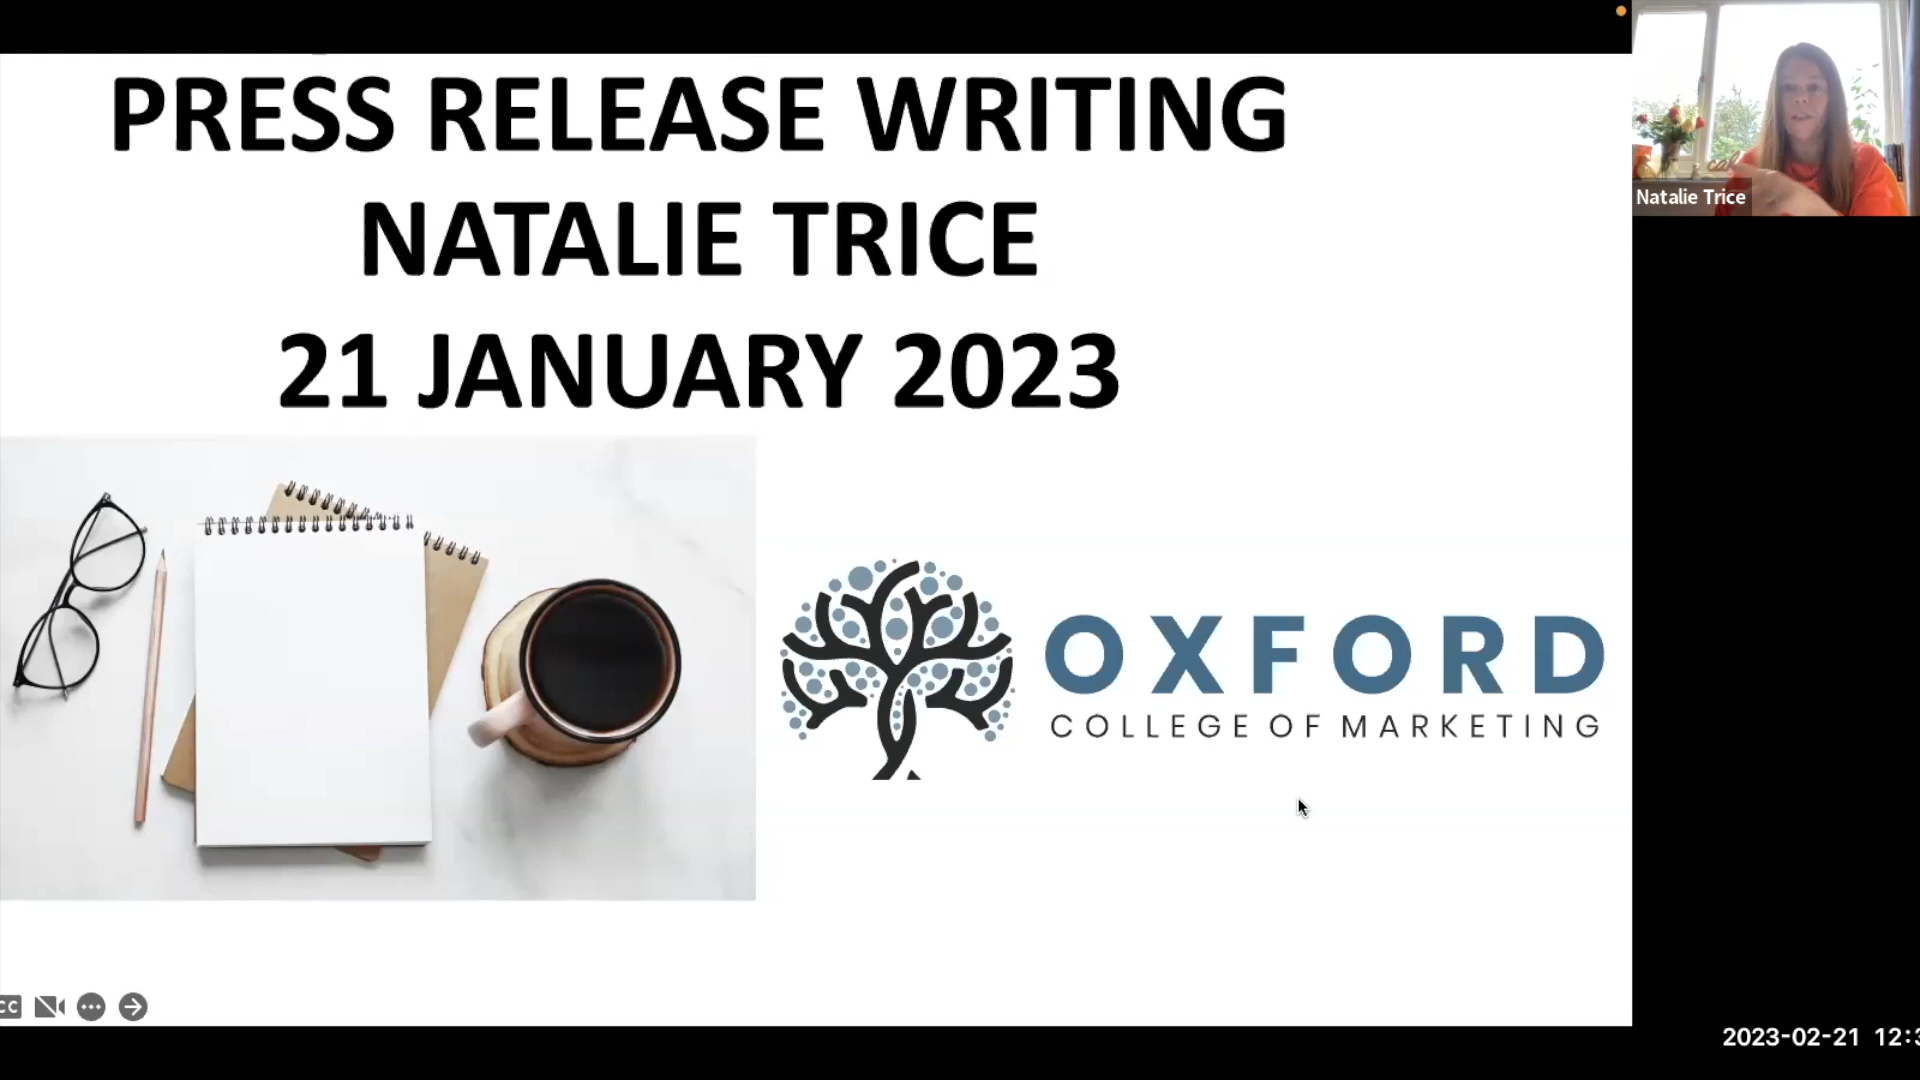 PRESS RELEASE WRITING
NATALIE TRICE
21 JANUARY 2023
OXFORD
COLLEGE OF MARKETING
Natalie Trice
CC
2023-02-21 12:3